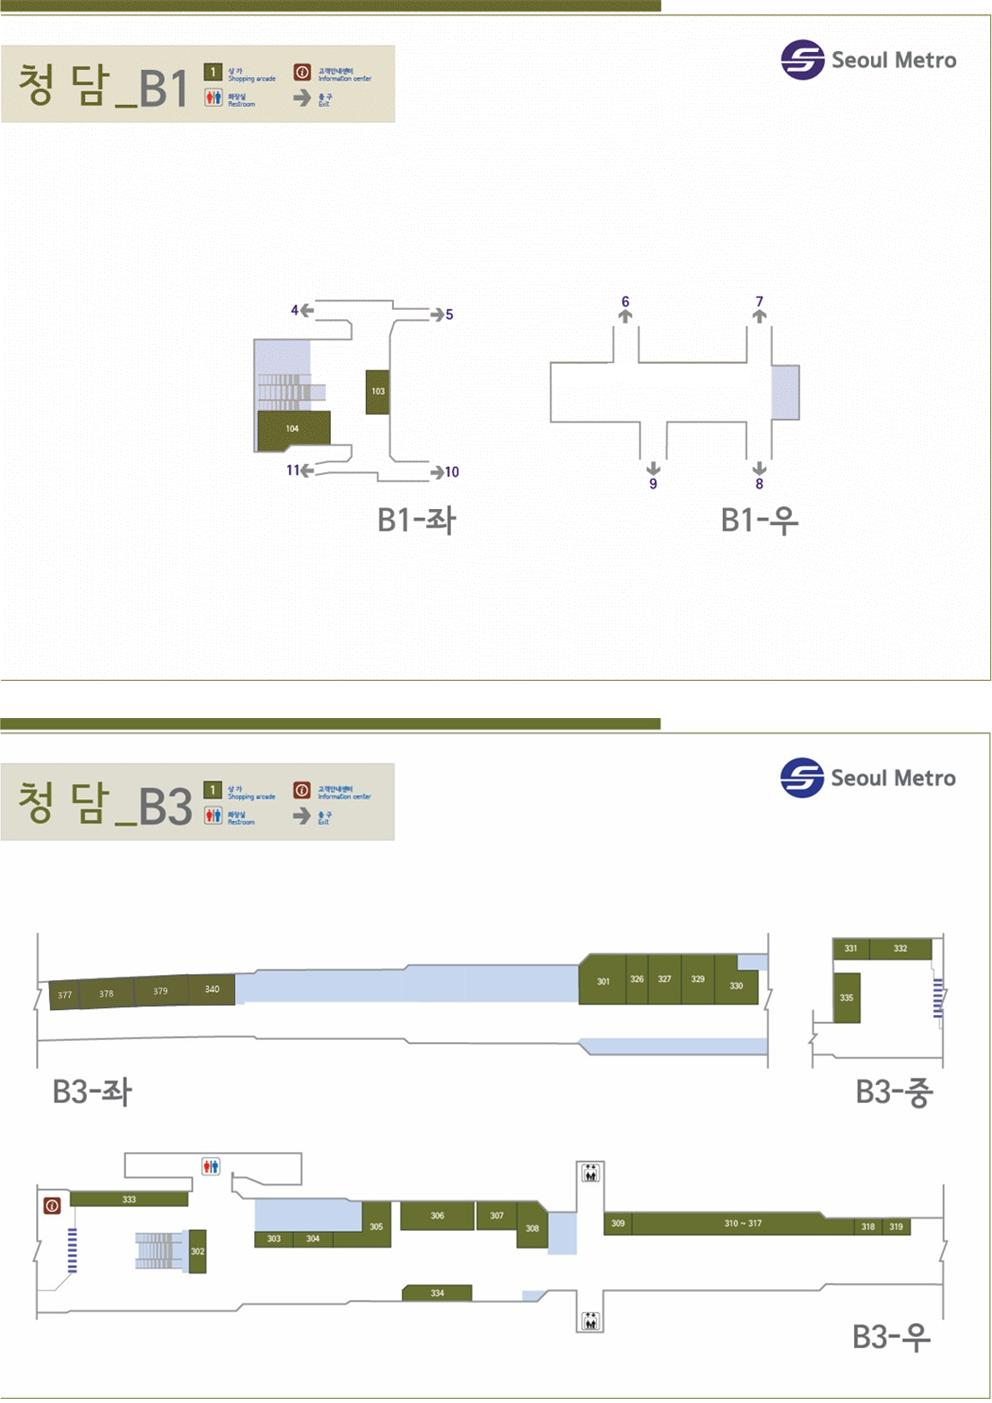 청 담_B1
1 상 가
Shopping arcade
고객안내센터
Information center
화장실
Restroom
출 구
Exit
Seoul Metro
4
5
103
104
11
10
B1-좌
6
7
9
8
B1-우
청 담_B3
1 상 가
Shopping arcade
고객안내센터
Information center
화장실
Restroom
출 구
Exit
Seoul Metro
377 378 379 340
301 326 327 329 330
B3-좌
331 332
335
B3-중
333
302
303 304 305
306 307 308
334
309 310 ~ 317 318 319
B3-우